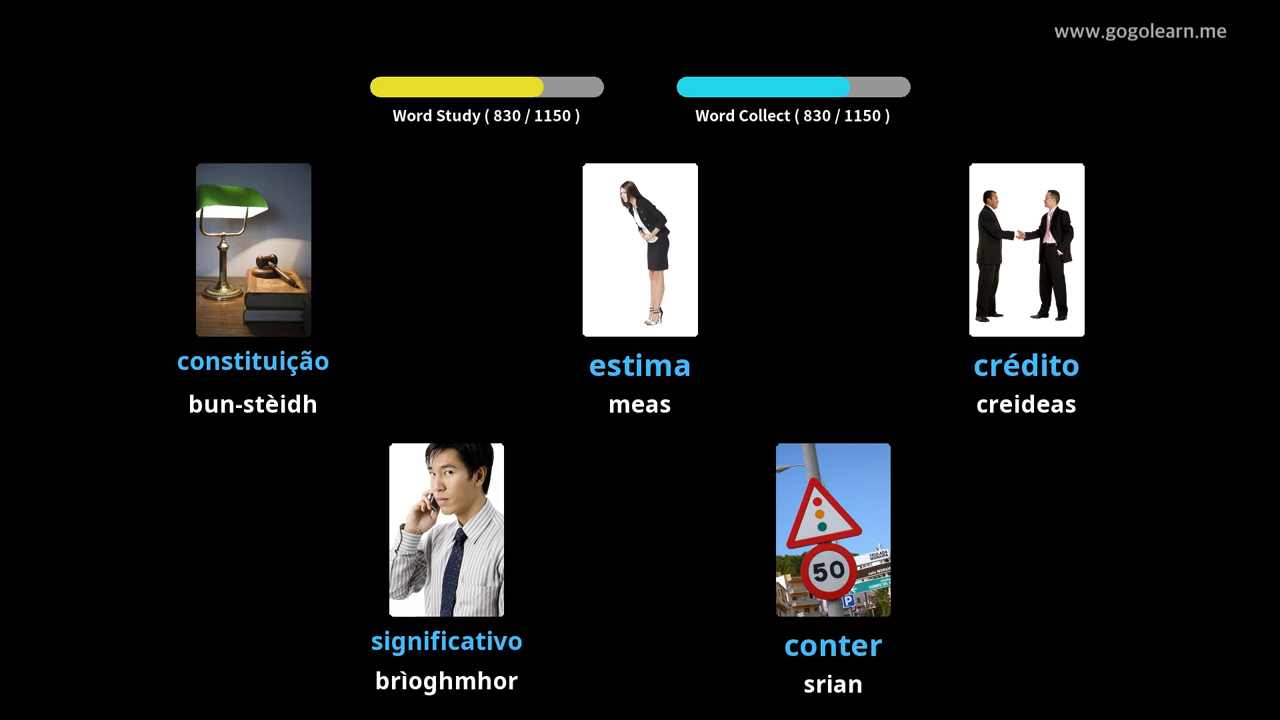 www.gogolearn.me
Word Study ( 830 / 1150 )
Word Collect ( 830 / 1150 )
constituição
bun-stèidh
estima
meas
crédito
creideas
50
P
significativo
brìoghmhor
conter
srian